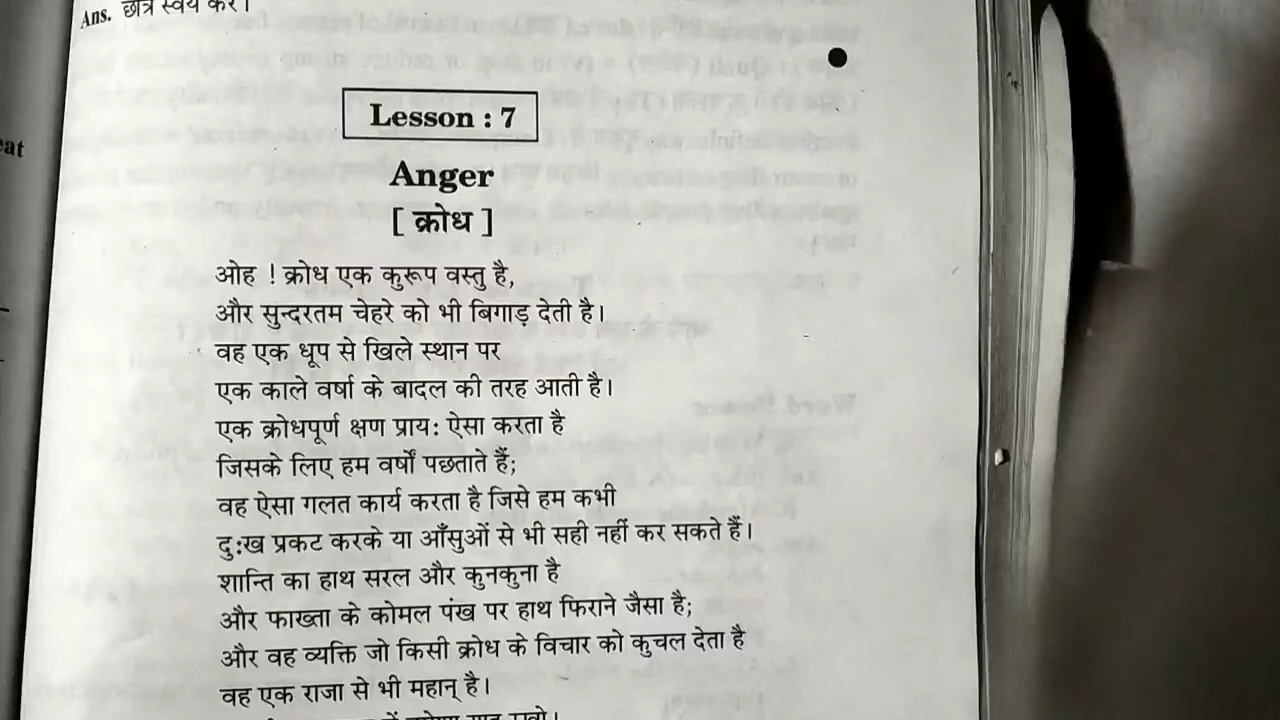 Ans. छात्र स्वयं करें।
eat
Lesson : 7
Anger
[ क्रोध ]
ओह ! क्रोध एक कुरूप वस्तु है,
और सुन्दरतम चेहरे को भी बिगाड़ देती है।
वह एक धूप से खिले स्थान पर
एक काले वर्षा के बादल की तरह आती है।
एक क्रोधपूर्ण क्षण प्रायः ऐसा करता है
जिसके लिए हम वर्षों पछताते हैं;
वह ऐसा गलत कार्य करता है जिसे हम कभी
दुःख प्रकट करके या आँसुओं से भी सही नहीं कर सकते हैं।
शान्ति का हाथ सरल और कुनकुना है
और फाख्ता के कोमल पंख पर हाथ फिराने जैसा है;
और वह व्यक्ति जो किसी क्रोध के विचार को कुचल देता है
वह एक राजा से भी महान् है।